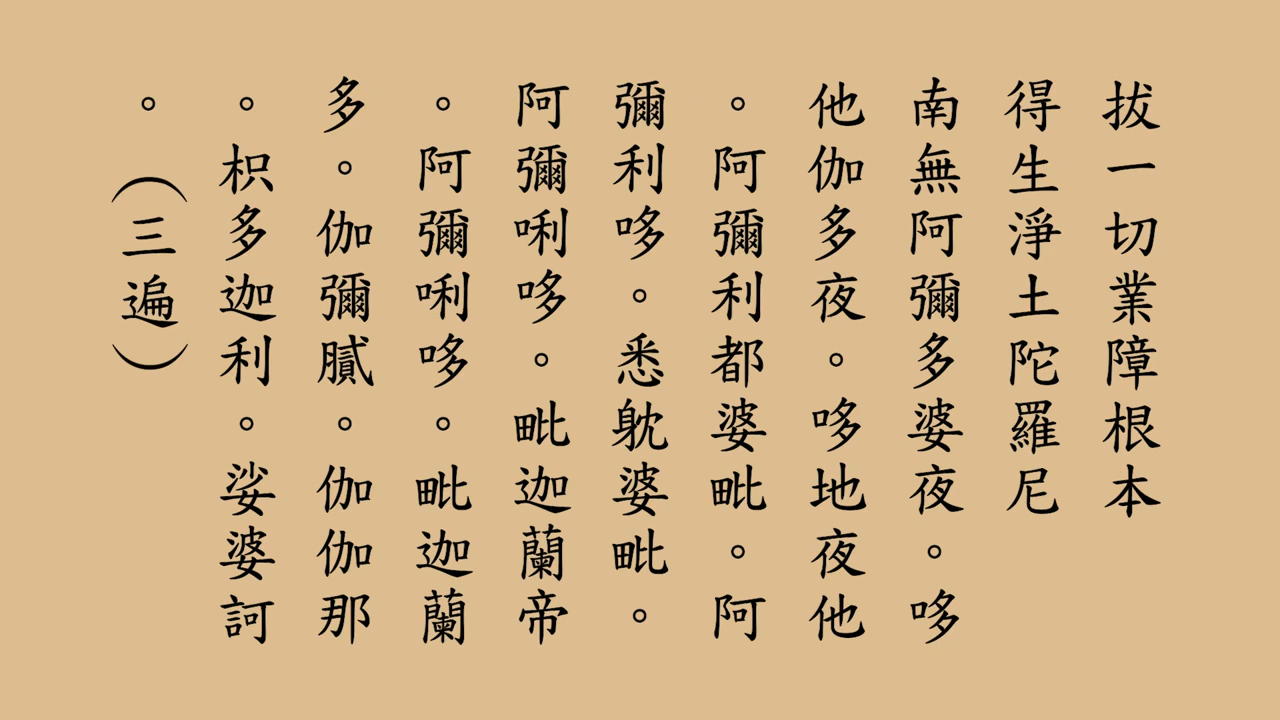 拔一切業障根本
得生淨土陀羅尼
南無阿彌多婆夜。哆
他伽多夜。哆地夜他
。阿彌利都婆毗。阿
彌利哆。悉躭婆毗。
阿彌唎哆。毗迦蘭帝
。阿彌唎哆。毗迦蘭
多。伽彌膩。伽伽那
。枳多迦利。娑婆訶
。（三遍）